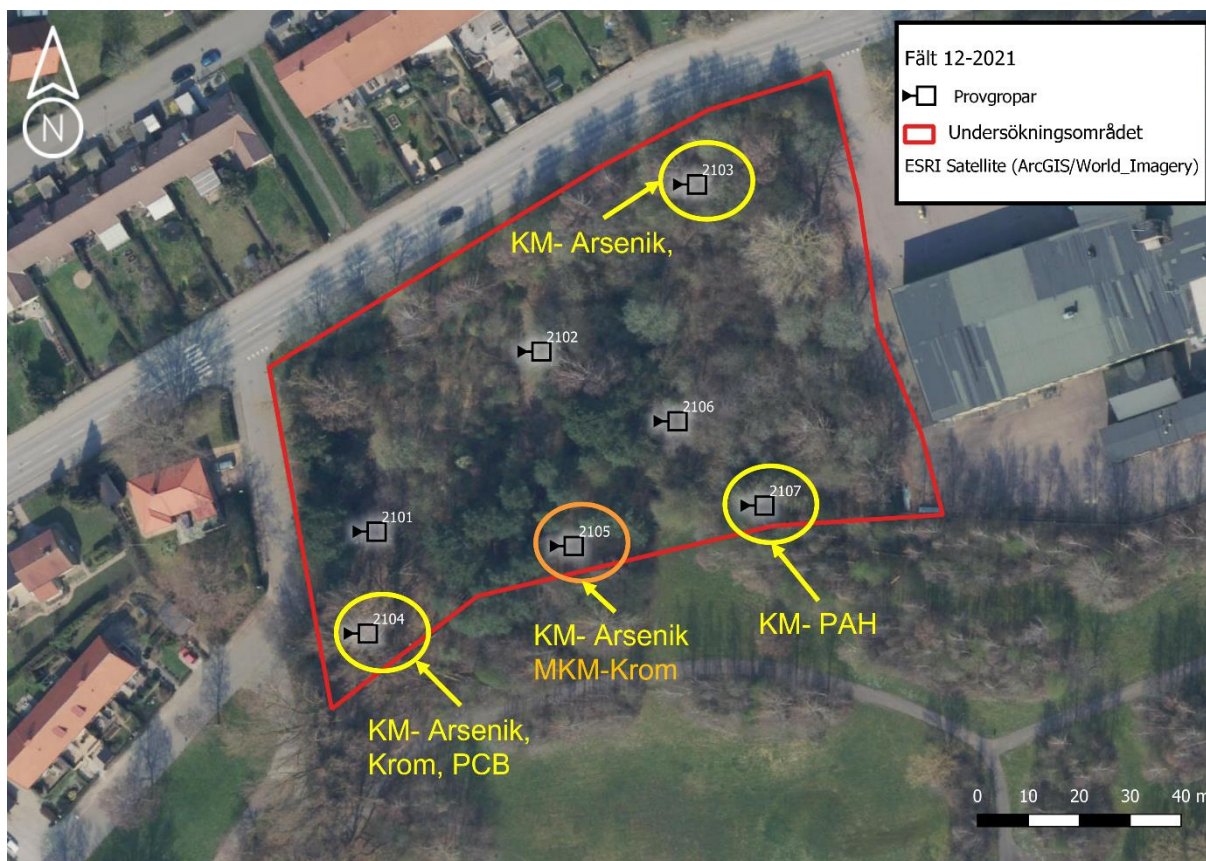 N
Fält 12-2021
Provgropar
Undersökningsområdet
ESRI Satellite (ArcGIS/World_Imagery)
2103
KM- Arsenik,
2102
2106
2107
2101
2105
KM- PAH
2104
KM- Arsenik
MKM-Krom
KM- Arsenik,
Krom, PCB
0 10 20 30 40 m